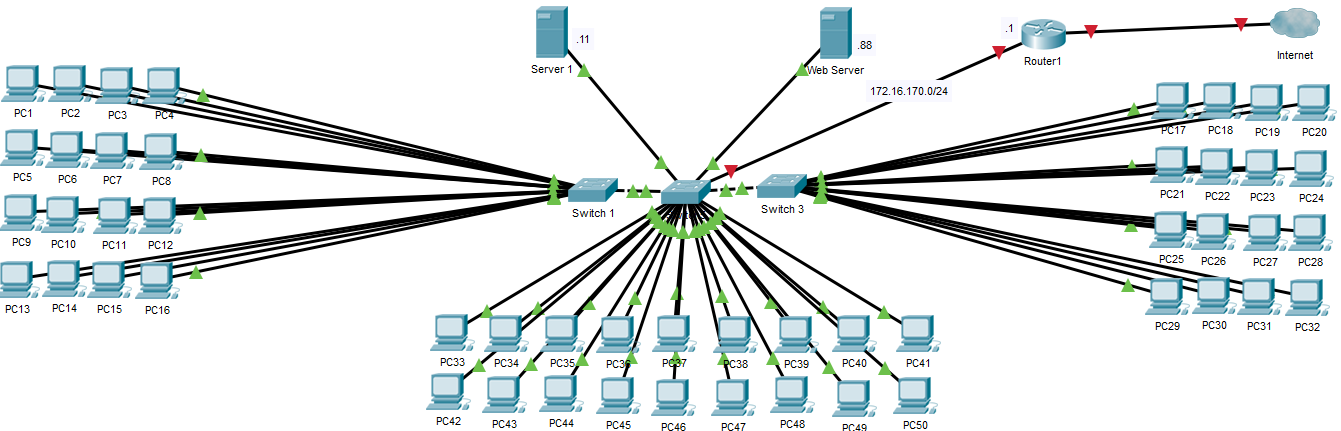 Server 1
.11
Web Server
.88
.1
Router1
Internet
172.16.170.0/24
PC1
PC2
PC3
PC4
PC17
PC18
PC19
PC20
PC5
PC6
PC7
PC8
PC21
PC22
PC23
PC24
Switch 1
Switch 3
PC9
PC10
PC11
PC12
PC25
PC26
PC27
PC28
PC13
PC14
PC15
PC16
PC29
PC30
PC31
PC32
PC33
PC34
PC35
PC36
PC37
PC38
PC39
PC40
PC41
PC42
PC43
PC44
PC45
PC46
PC47
PC48
PC49
PC50